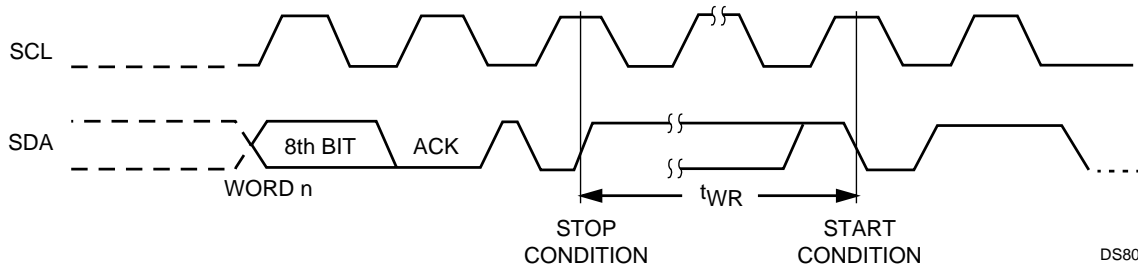 SCL
SDA
8th BIT
ACK
WORD n
tWR
STOP
CONDITION
START
CONDITION
DS80